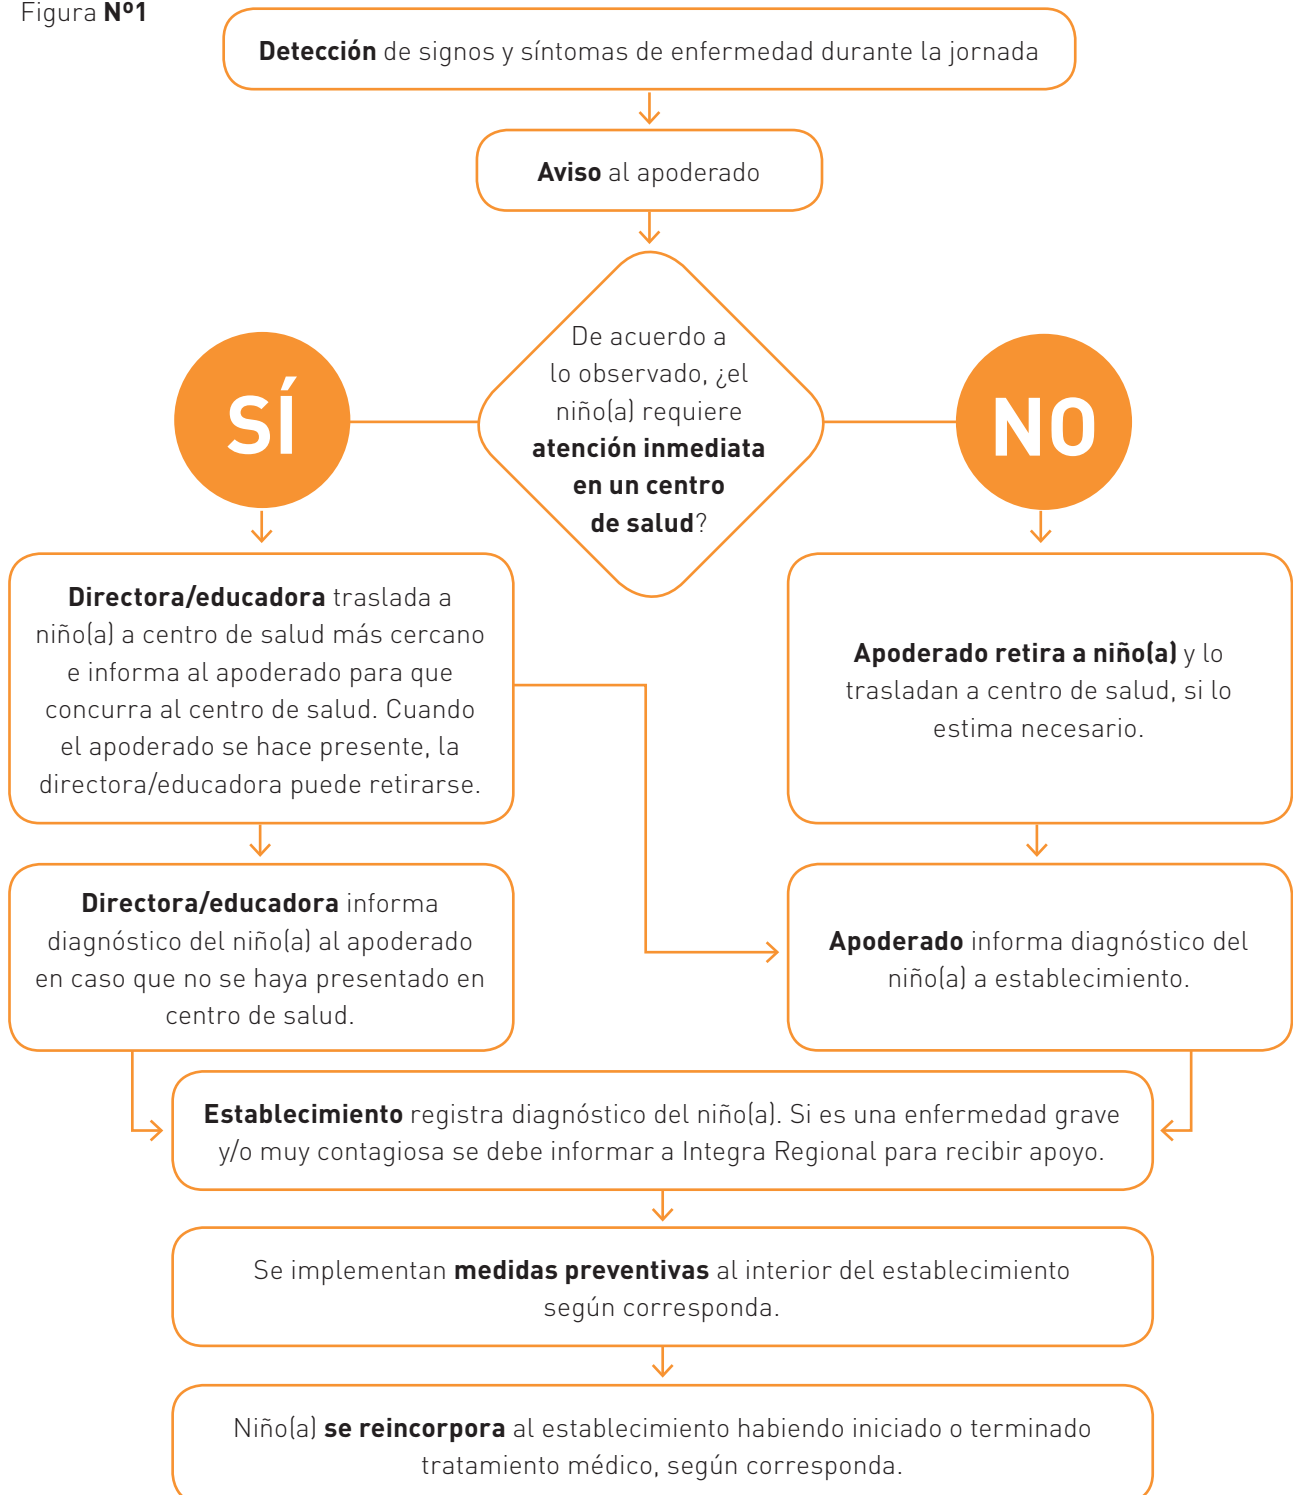 Figura Nº1
Detección de signos y síntomas de enfermedad durante la jornada
Aviso al apoderado
De acuerdo a
lo observado, ¿el
niño(a) requiere
atención inmediata
en un centro
de salud?
SÍ
NO
Directora/educadora traslada a
niño(a) a centro de salud más cercano
e informa al apoderado para que
concurra al centro de salud. Cuando
el apoderado se hace presente, la
directora/educadora puede retirarse.
Apoderado retira a niño(a) y lo
trasladan a centro de salud, si lo
estima necesario.
Directora/educadora informa
diagnóstico del niño(a) al apoderado
en caso que no se haya presentado en
centro de salud.
Apoderado informa diagnóstico del
niño(a) a establecimiento.
Establecimiento registra diagnóstico del niño(a). Si es una enfermedad grave
y/o muy contagiosa se debe informar a Integra Regional para recibir apoyo.
Se implementan medidas preventivas al interior del establecimiento
según corresponda.
Niño(a) se reincorpora al establecimiento habiendo iniciado o terminado
tratamiento médico, según corresponda.